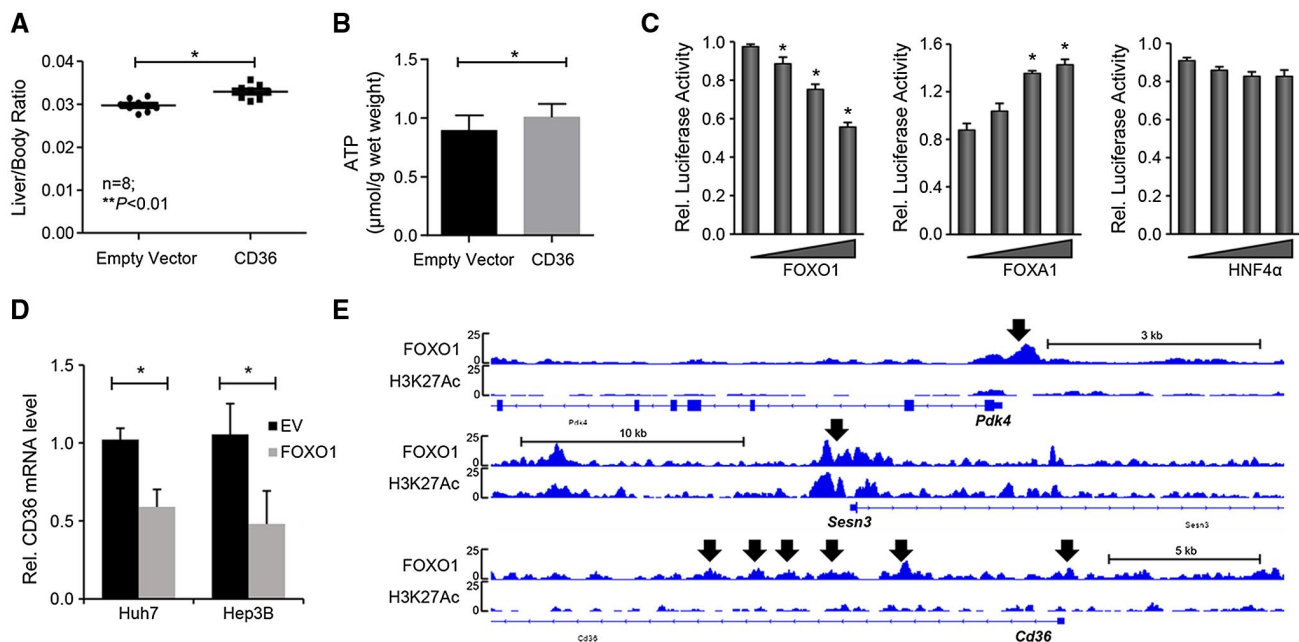 A
Liver/Body Ratio
0.04
0.03
0.02
0.01
0.00
*
n=8;
**P<0.01
Empty Vector
CD36
B
ATP
(µmol/g wet weight)
1.5
1.0
0.5
0.0
*
Empty Vector
CD36
C
Rel. Luciferase Activity
1.0
0.8
0.6
0.4
0.2
0.0
* * *
FOXO1
Rel. Luciferase Activity
1.6
1.2
0.8
0.4
0.0
* *
FOXA1
Rel. Luciferase Activity
1.0
0.8
0.6
0.4
0.2
0.0
HNF4α
D
Rel. CD36 mRNA level
1.5
1.0
0.5
0.0
* *
EV
FOXO1
Huh7
Hep3B
E
FOXO1
25
0
3 kb
H3K27Ac
25
0
Pdk4
Pdk4
FOXO1
25
0
10 kb
H3K27Ac
25
0
Sesn3
Sesn3
FOXO1
25
0
5 kb
H3K27Ac
25
0
Cd36
Cd36